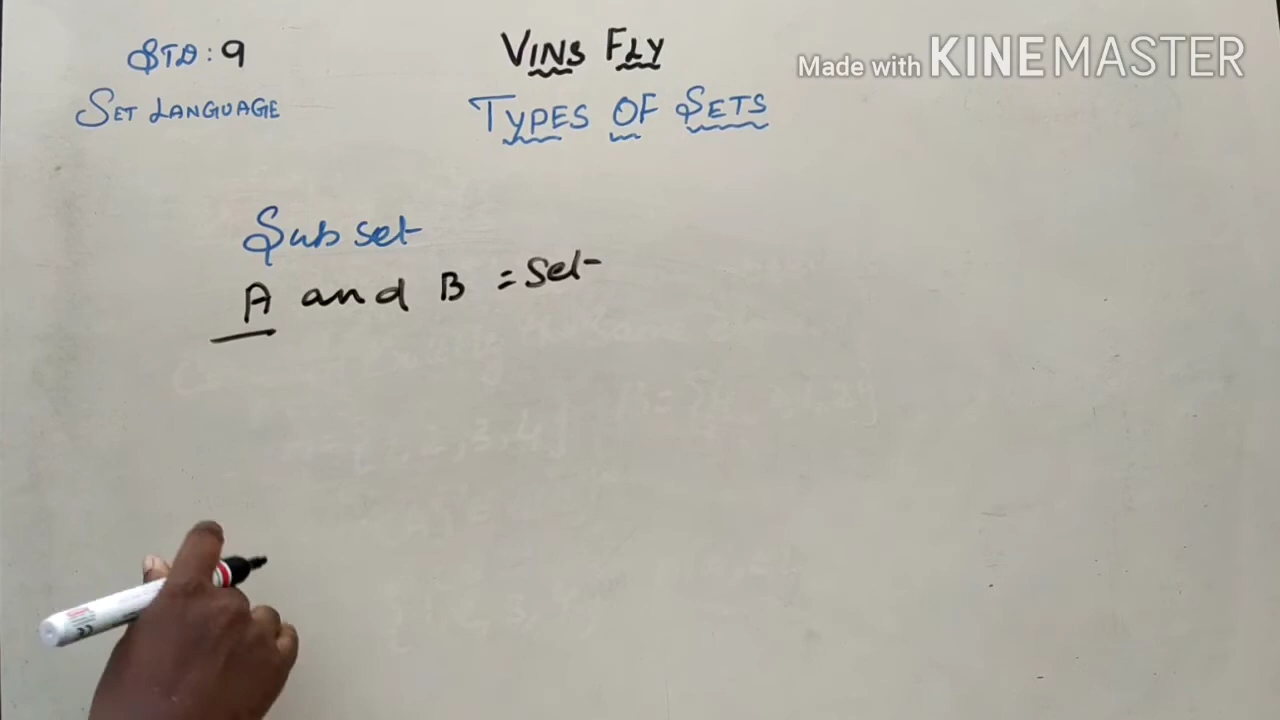 STD: 9
VINS FLY
Made with KINEMASTER
SET LANGUAGE
TYPES OF SETS
Subset
A and B = Set